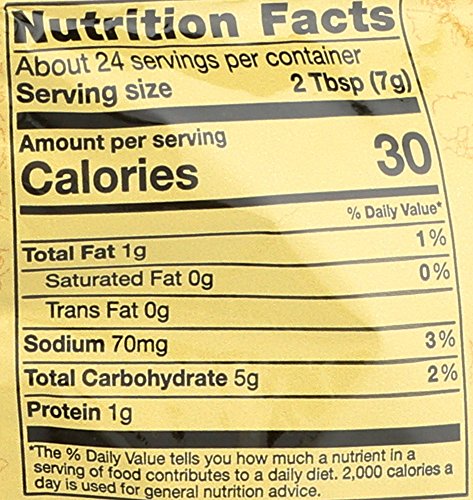 Nutrition Facts
About 24 servings per container
Serving size 2 Tbsp (7g)
Amount per serving
Calories 30
% Daily Value*
Total Fat 1g 1%
Saturated Fat 0g 0%
Trans Fat 0g
Sodium 70mg 3%
Total Carbohydrate 5g 2%
Protein 1g
*The % Daily Value tells you how much a nutrient in a
serving of food contributes to a daily diet. 2,000 calories a
day is used for general nutrition advice.